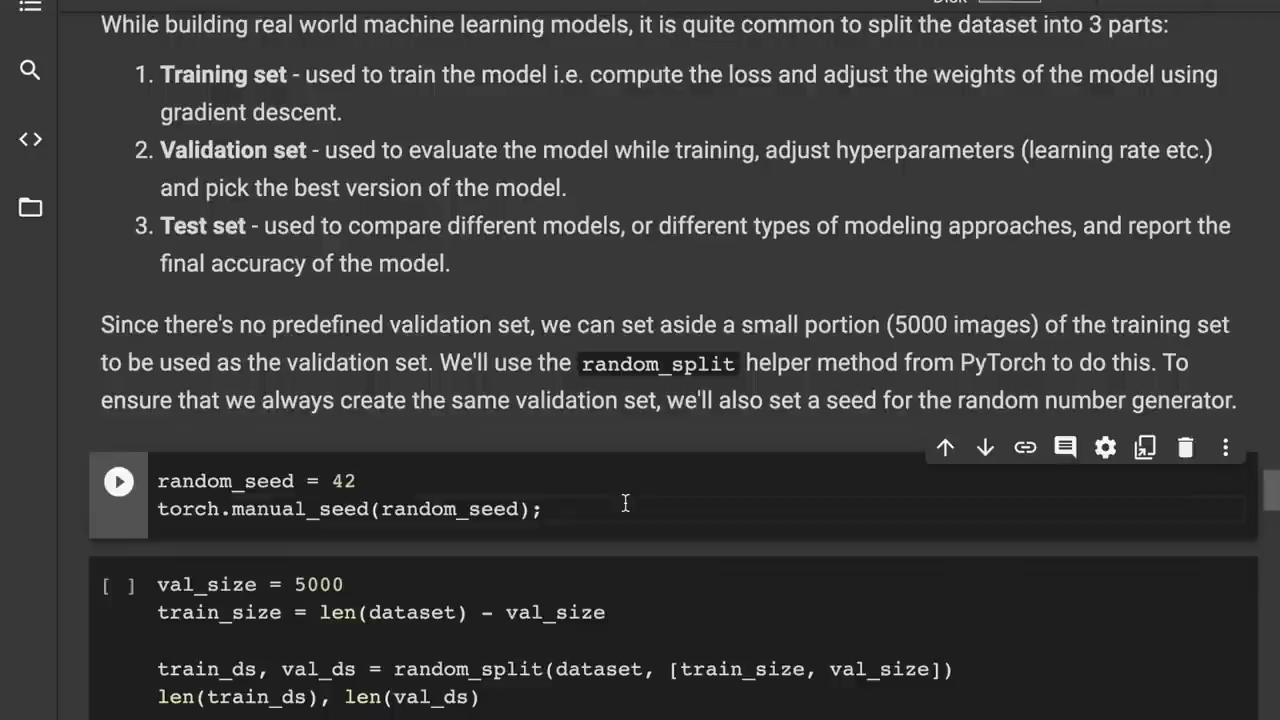 Disk
While building real world machine learning models, it is quite common to split the dataset into 3 parts:
1. Training set - used to train the model i.e. compute the loss and adjust the weights of the model using
gradient descent.
2. Validation set - used to evaluate the model while training, adjust hyperparameters (learning rate etc.)
and pick the best version of the model.
3. Test set - used to compare different models, or different types of modeling approaches, and report the
final accuracy of the model.
Since there's no predefined validation set, we can set aside a small portion (5000 images) of the training set
to be used as the validation set. We'll use the random_split helper method from PyTorch to do this. To
ensure that we always create the same validation set, we'll also set a seed for the random number generator.
random_seed = 42
torch.manual_seed(random_seed);
[ ] val_size = 5000
train_size = len(dataset) - val_size
train_ds, val_ds = random_split(dataset, [train_size, val_size])
len(train_ds), len(val_ds)